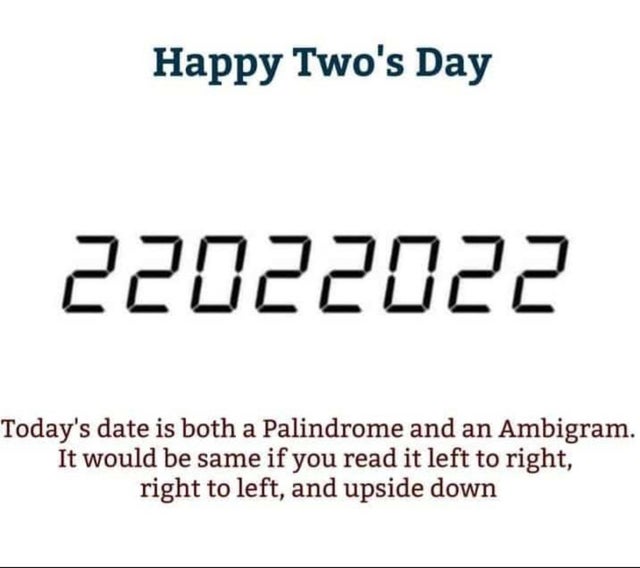 Happy Two's Day
22022022
Today's date is both a Palindrome and an Ambigram.
It would be same if you read it left to right,
right to left, and upside down